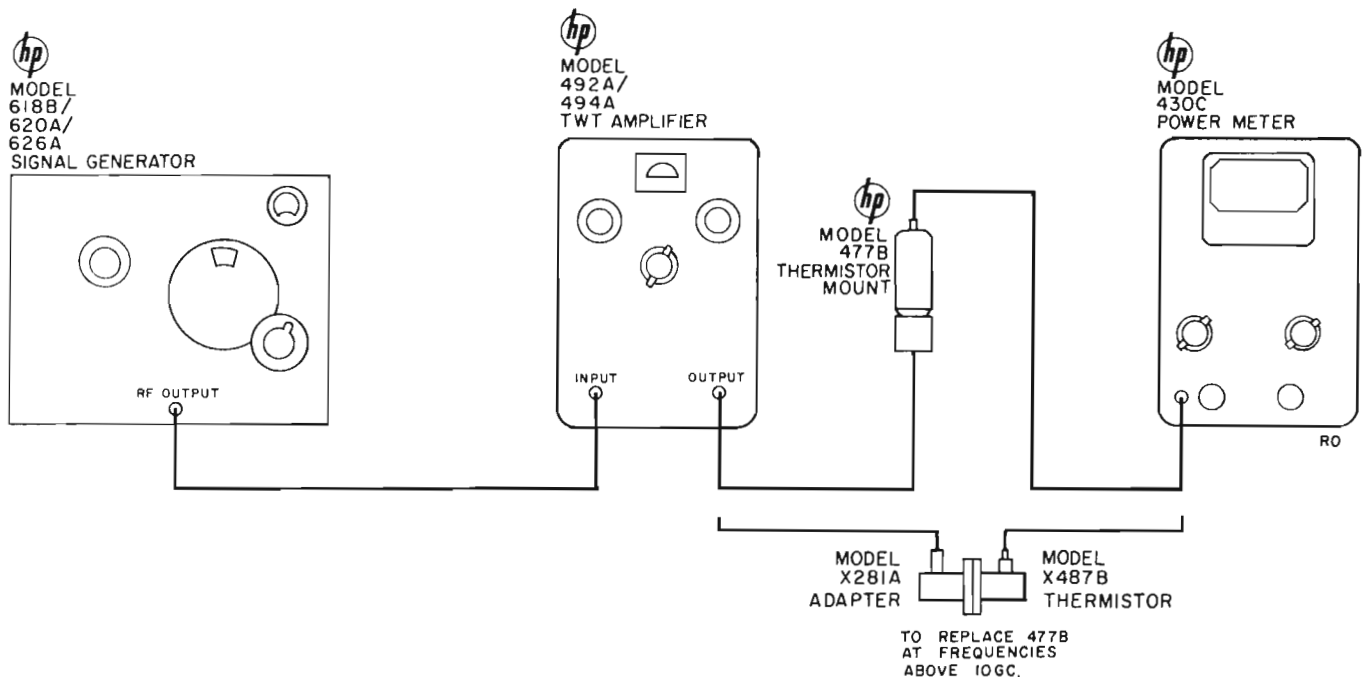 hp
MODEL
618B/
620A/
626A
SIGNAL GENERATOR
RF OUTPUT
hp
MODEL
492A/
494A
TWT AMPLIFIER
INPUT OUTPUT
hp
MODEL
477B
THERMISTOR
MOUNT
hp
MODEL
430C
POWER METER
RO
MODEL
X281A
ADAPTER
MODEL
X487B
THERMISTOR
TO REPLACE 477B
AT FREQUENCIES
ABOVE 10GC.